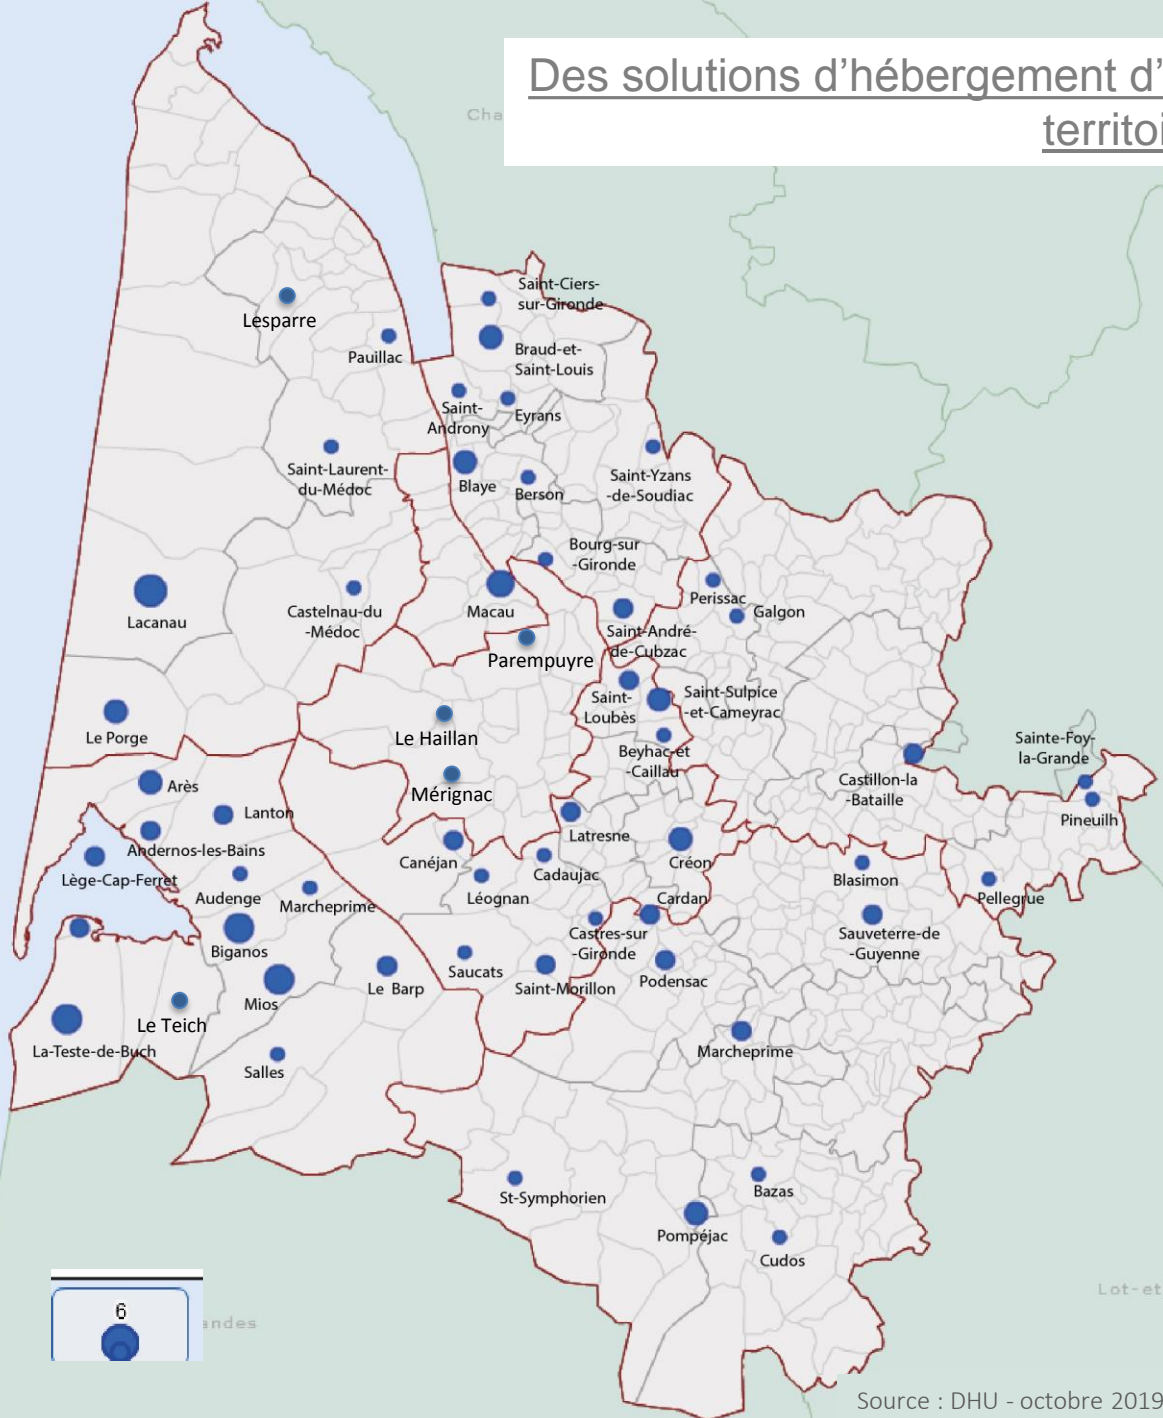 Des solutions d'hébergement d'
territoi
Cha
Saint-Ciers-
sur-Gironde
Lesparre
Pauillac
Braud-et-
Saint-Louis
Saint-
Androny
Eyrans
Saint-Laurent-
du-Médoc
Blaye
Berson
Saint-Yzans
-de-Soudiac
Bourg-sur
-Gironde
Lacanau
Castelnau-du
-Médoc
Macau
Perissac
Galgon
Saint-André-
de-Cubzac
Parempuyre
Saint-
Loubès
Saint-Sulpice
-et-Cameyrac
Le Porge
Le Haillan
Beyhac-et
-Caillau
Sainte-Foy-
la-Grande
Castillon-la
-Bataille
Pineuilh
Arès
Mérignac
Lanton
Latresne
Andernos-les-Bains
Canéjan
Créon
Lège-Cap-Ferret
Cadaujac
Blasimon
Audenge
Marcheprime
Léognan
Cardan
Pellegrue
Castres-sur
-Gironde
Sauveterre-de
-Guyenne
Biganos
Saucats
Saint-Morillon
Podensac
Mios
Le Barp
Le Teich
La-Teste-de-Buch
Marcheprime
Salles
St-Symphorien
Bazas
Pompéjac
Cudos
Lot-et
6
andes
Source : DHU - octobre 2019